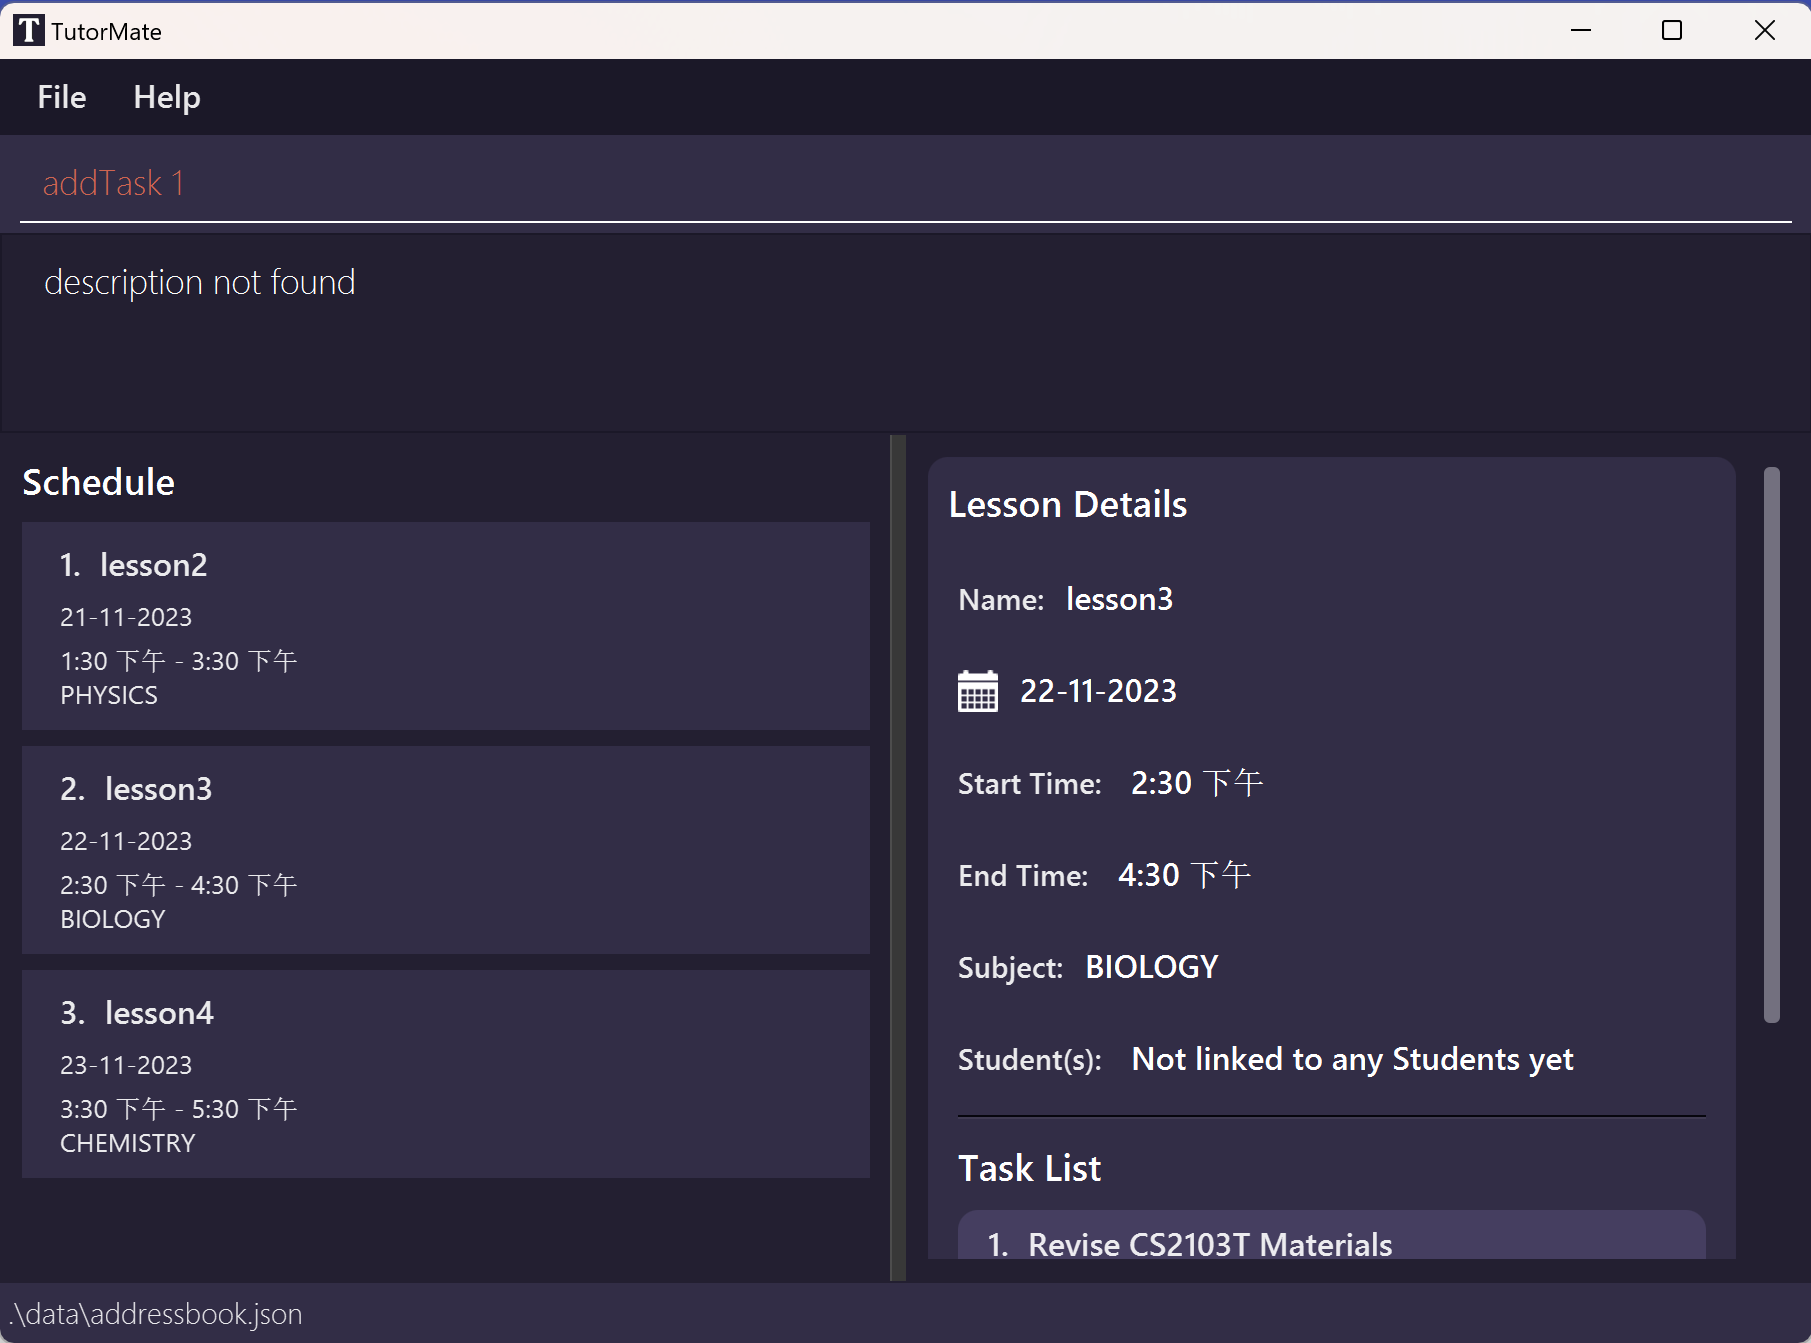 T TutorMate
File Help
addTask 1
description not found
Schedule
1. lesson2
21-11-2023
1:30 下午 - 3:30 下午
PHYSICS
2. lesson3
22-11-2023
2:30 下午 - 4:30 下午
BIOLOGY
3. lesson4
23-11-2023
3:30 下午 - 5:30 下午
CHEMISTRY
Lesson Details
Name: lesson3
22-11-2023
Start Time: 2:30 下午
End Time: 4:30 下午
Subject: BIOLOGY
Student(s): Not linked to any Students yet
Task List
1. Revise CS2103T Materials
.\data\addressbook.json